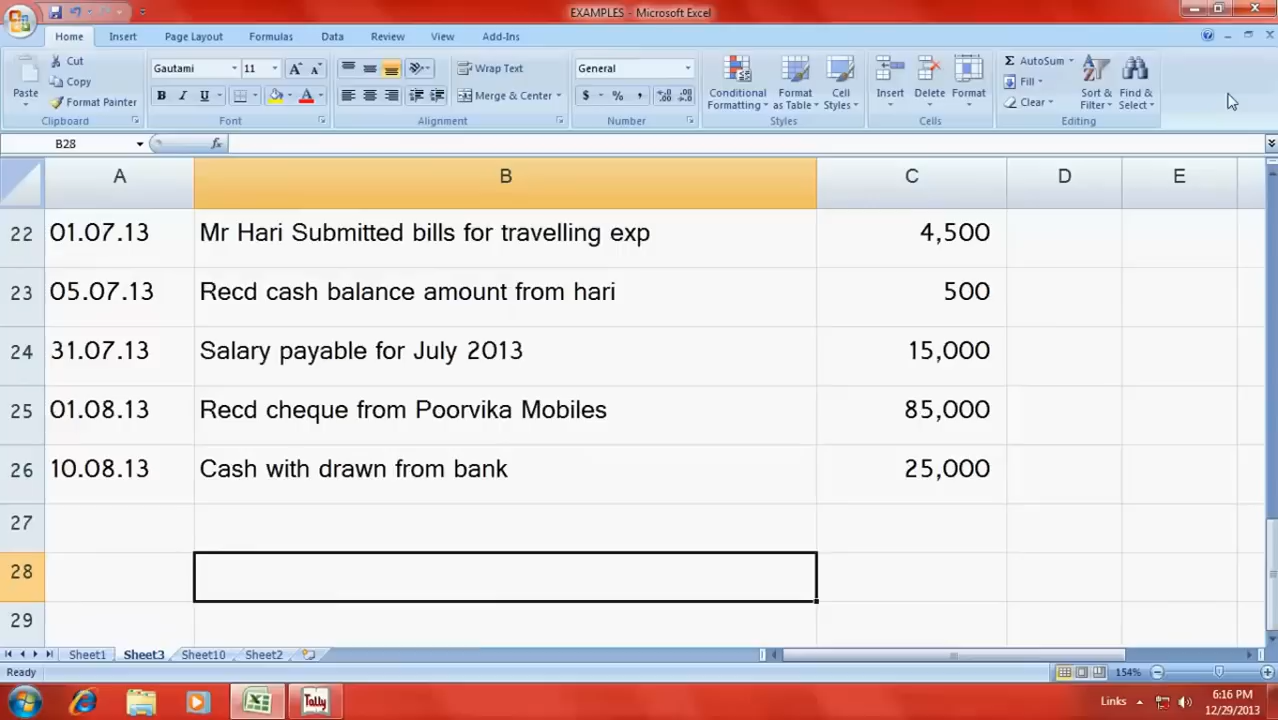 EXAMPLES - Microsoft Excel
Home Insert Page Layout Formulas Data Review View Add-Ins
Paste
Cut
Copy
Format Painter
Clipboard
Gautami 11
B I U
Font
Wrap Text
Merge & Center
Alignment
General
$ % ,
Number
Conditional Formatting
Format as Table
Cell Styles
Styles
Insert Delete Format
Cells
Σ AutoSum
Fill
Clear
Sort & Filter
Find & Select
Editing
B28 fx
A B C D E
22 01.07.13 Mr Hari Submitted bills for travelling exp 4,500
23 05.07.13 Recd cash balance amount from hari 500
24 31.07.13 Salary payable for July 2013 15,000
25 01.08.13 Recd cheque from Poorvika Mobiles 85,000
26 10.08.13 Cash with drawn from bank 25,000
27
28
29
Sheet1 Sheet3 Sheet10 Sheet2
Ready 154%
Tally Links 6:16 PM
12/29/2013